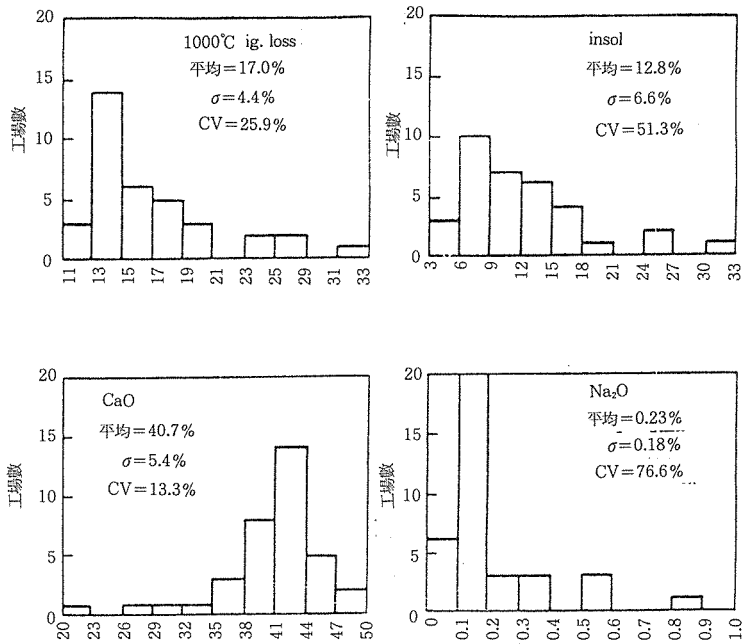 20
15
10
5
0
工場數
1000℃ ig. loss
平均=17.0%
σ=4.4%
CV=25.9%
11 13 15 17 19 21 23 25 29 31 33
20
15
10
5
0
工場數
insol
平均=12.8%
σ=6.6%
CV=51.3%
3 6 9 12 15 18 21 24 27 30 33
20
15
10
5
0
工場數
CaO
平均=40.7%
σ=5.4%
CV=13.3%
20 23 26 29 32 35 38 41 44 47 50
20
15
10
5
0
工場數
Na₂O
平均=0.23%
σ=0.18%
CV=76.6%
0 0.1 0.2 0.3 0.4 0.5 0.6 0.7 0.8 0.9 1.0